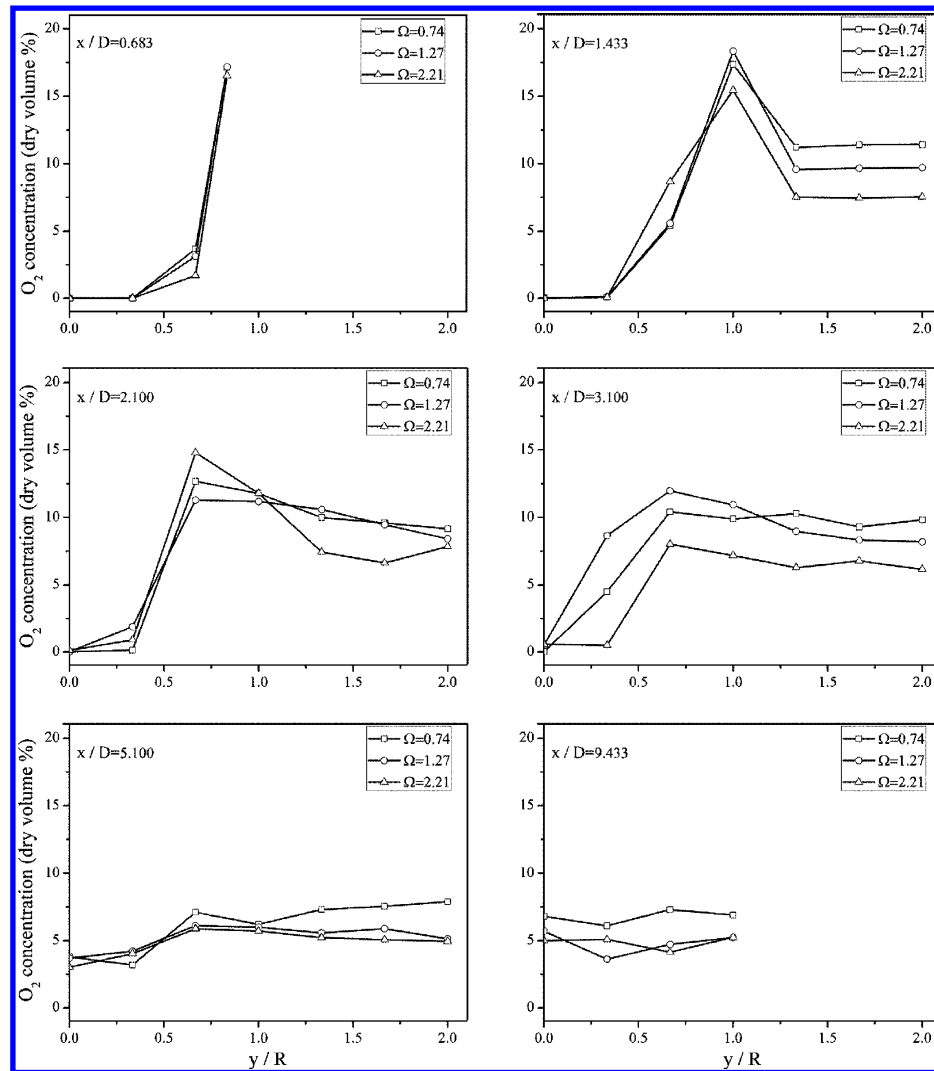 O2 concentration (dry volume %)
20
15
10
5
0
x / D=0.683
Ω=0.74
Ω=1.27
Ω=2.21
0.0 0.5 1.0 1.5 2.0
20
15
10
5
0
x / D=1.433
Ω=0.74
Ω=1.27
Ω=2.21
0.0 0.5 1.0 1.5 2.0
O2 concentration (dry volume %)
20
15
10
5
0
x / D=2.100
Ω=0.74
Ω=1.27
Ω=2.21
0.0 0.5 1.0 1.5 2.0
20
15
10
5
0
x / D=3.100
Ω=0.74
Ω=1.27
Ω=2.21
0.0 0.5 1.0 1.5 2.0
O2 concentration (dry volume %)
20
15
10
5
0
x / D=5.100
Ω=0.74
Ω=1.27
Ω=2.21
0.0 0.5 1.0 1.5 2.0
y / R
20
15
10
5
0
x / D=9.433
Ω=0.74
Ω=1.27
Ω=2.21
0.0 0.5 1.0 1.5 2.0
y / R